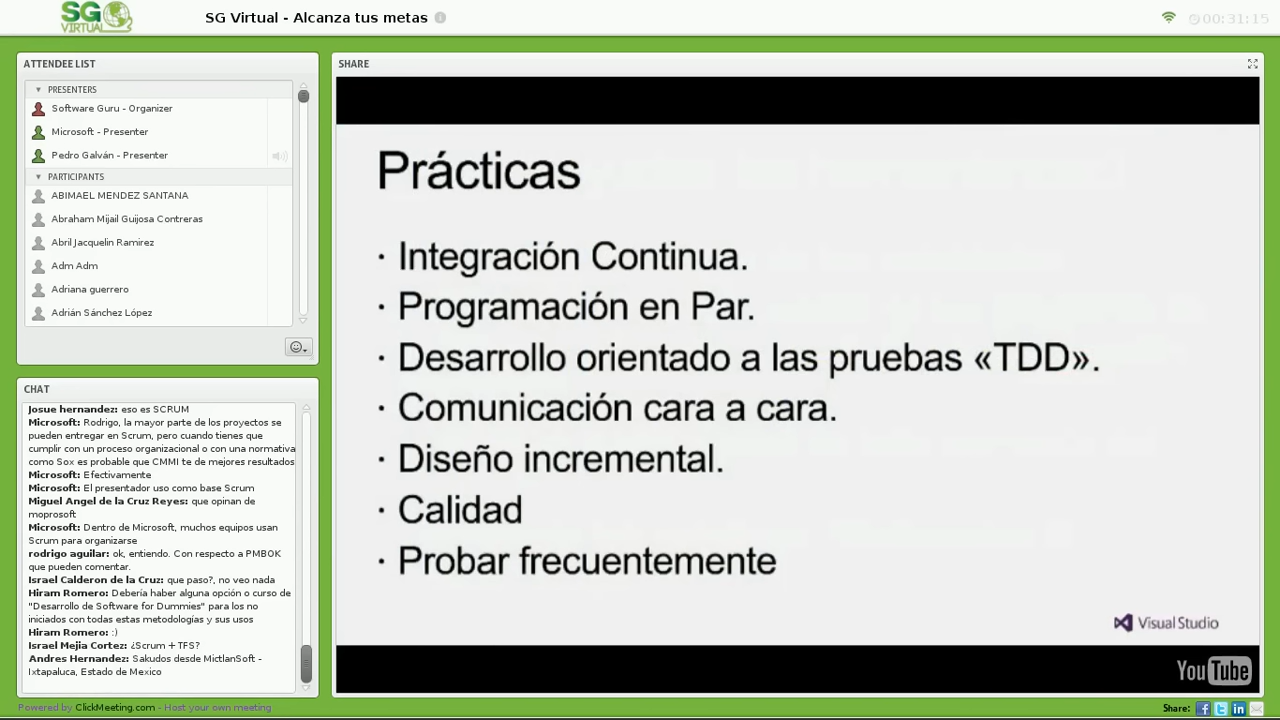 SG VIRTUAL
SG Virtual - Alcanza tus metas
00:31:15
ATTENDEE LIST
PRESENTERS
Software Guru - Organizer
Microsoft - Presenter
Pedro Galván - Presenter
PARTICIPANTS
ABIMAEL MENDEZ SANTANA
Abraham Mijail Guijosa Contreras
Abril Jacquelin Ramirez
Adm Adm
Adriana guerrero
Adrián Sánchez López
CHAT
Josue hernandez: eso es SCRUM
Microsoft: Rodrigo, la mayor parte de los proyectos se
pueden entregar en Scrum, pero cuando tienes que
cumplir con un proceso organizacional o con una normativa
como Sox es probable que CMMI te de mejores resultados
Microsoft: Efectivamente
Microsoft: El presentador uso como base Scrum
Miguel Angel de la Cruz Reyes: que opinan de
moprosoft
Microsoft: Dentro de Microsoft, muchos equipos usan
Scrum para organizarse
rodrigo aguilar: ok, entiendo. Con respecto a PMBOK
que pueden comentar.
Israel Calderon de la Cruz: que paso?, no veo nada
Hiram Romero: Debería haber alguna opción o curso de
"Desarrollo de Software for Dummies" para los no
iniciados con todas estas metodologías y sus usos
Hiram Romero: :)
Israel Mejia Cortez: ¿Scrum + TFS?
Andres Hernandez: Sakudos desde MictlanSoft -
Ixtapaluca, Estado de Mexico
SHARE
Prácticas
· Integración Continua.
· Programación en Par.
· Desarrollo orientado a las pruebas «TDD».
· Comunicación cara a cara.
· Diseño incremental.
· Calidad
· Probar frecuentemente
Visual Studio
YouTube
Powered by ClickMeeting.com - Host your own meeting
Share: